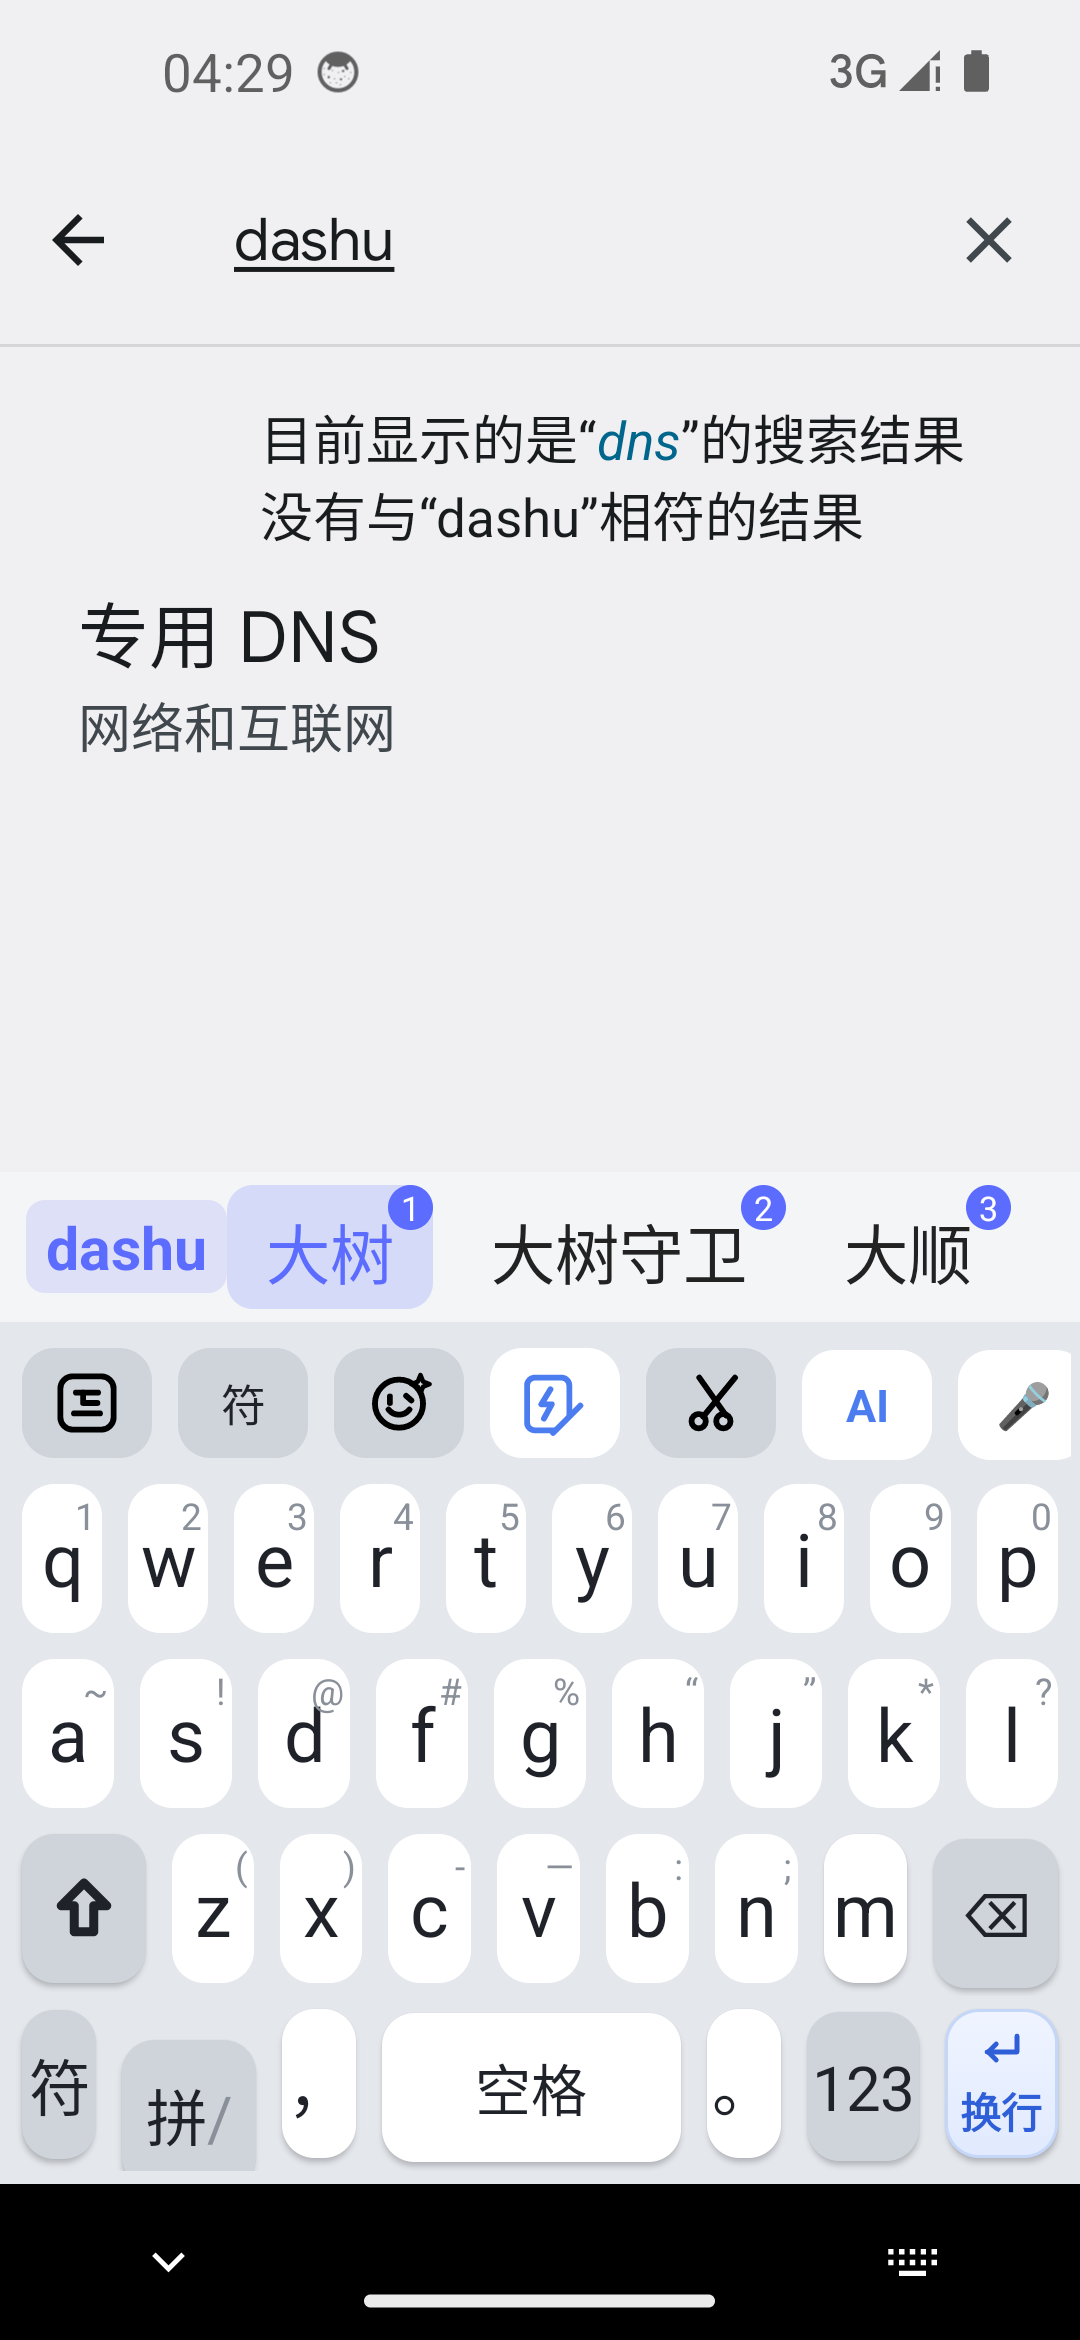 04:29
3G
dashu
目前显示的是“dns”的搜索结果
没有与“dashu”相符的结果
专用 DNS
网络和互联网
dashu 大树 1 大树守卫 2 大顺 3
符 AI
1 2 3 4 5 6 7 8 9 0
q w e r t y u i o p
~ ! @ # % “ ” * ?
a s d f g h j k l
( ) - — : ;
z x c v b n m
符 拼/ ， 空格 。 123 换行